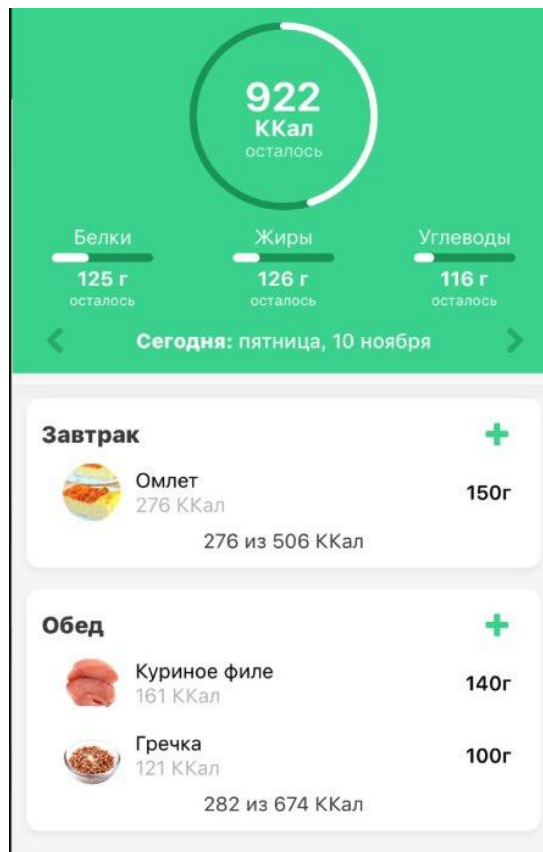 922
ККал
осталось
Белки Жиры Углеводы
125 г 126 г 116 г
осталось осталось осталось
Сегодня: пятница, 10 ноября
Завтрак
Омлет
276 ККал
150г
276 из 506 ККал
Обед
Куриное филе
161 ККал
140г
Гречка
121 ККал
100г
282 из 674 ККал